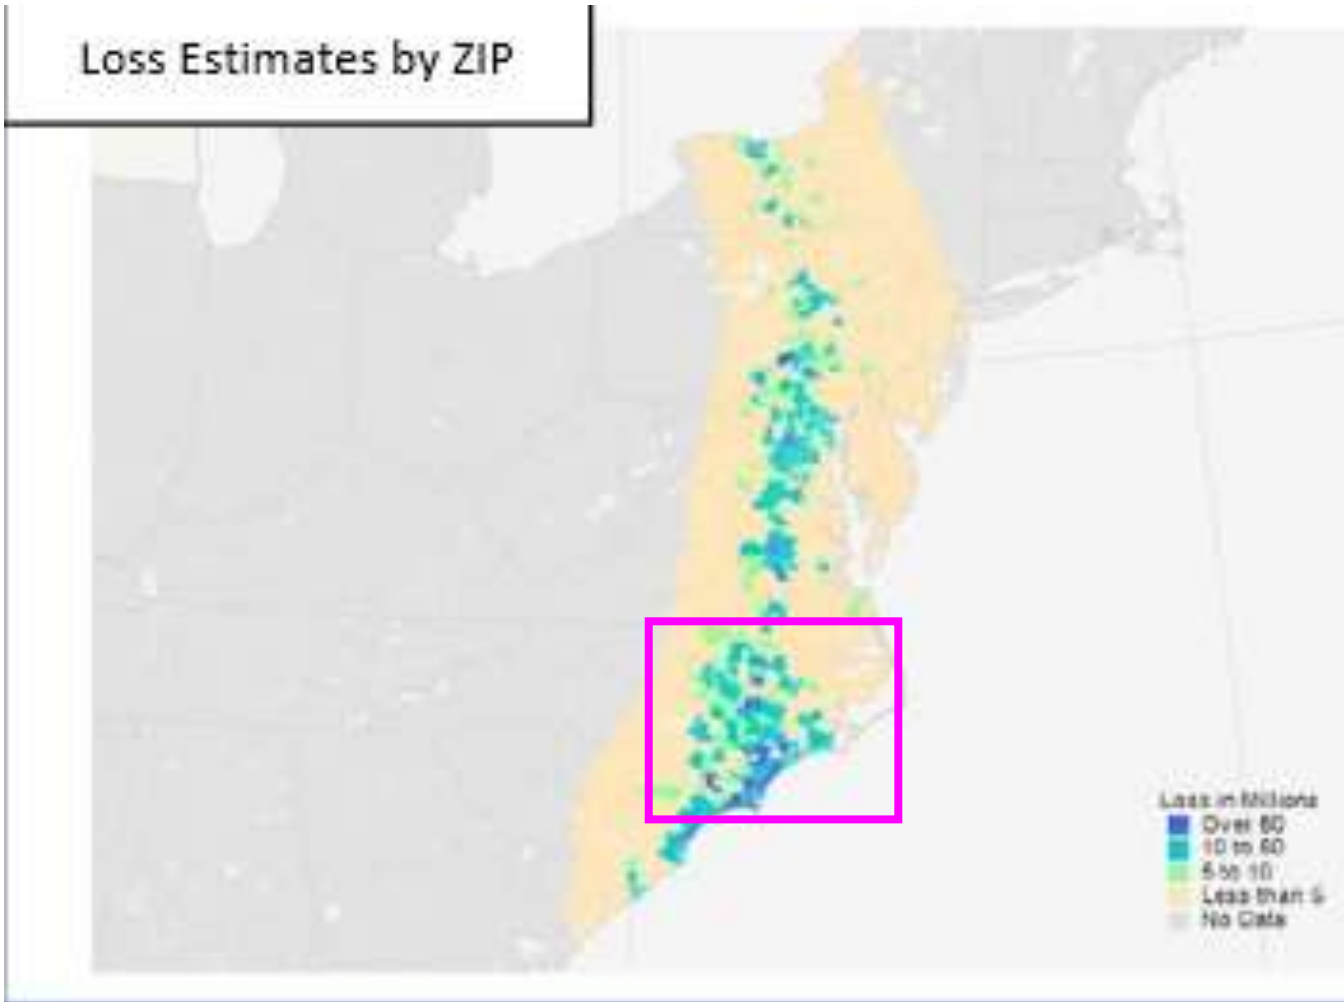 Loss Estimates by ZIP
Loss in Millions
Over 60
10 to 60
5 to 10
Less than 5
No Data